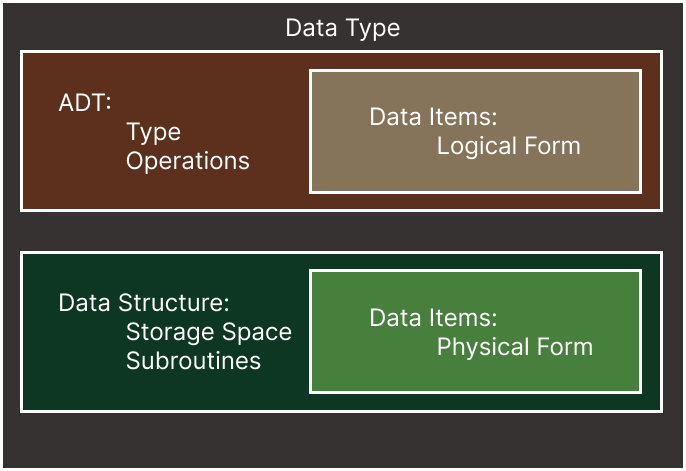 Data Type
ADT:
Type
Operations
Data Items:
Logical Form
Data Structure:
Storage Space
Subroutines
Data Items:
Physical Form